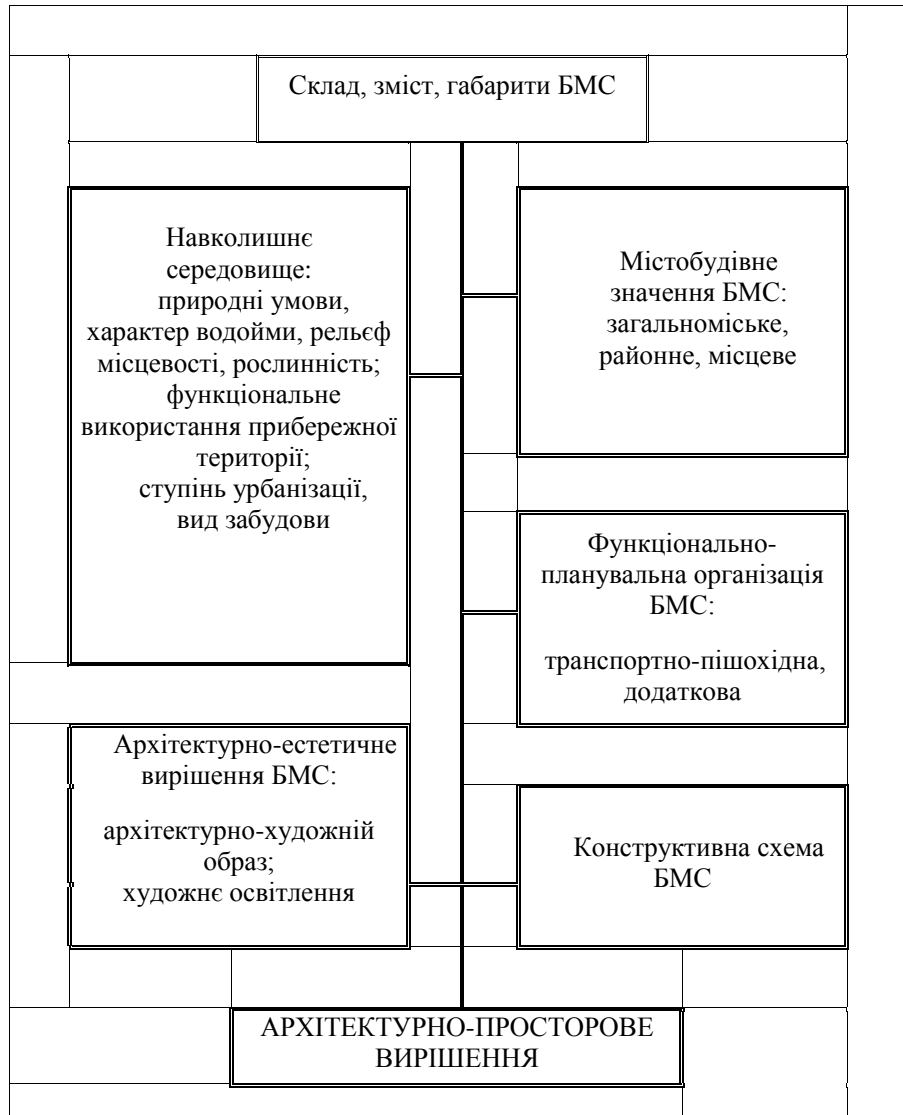 Склад, зміст, габарити БМС
Навколишнє
середовище:
природні умови,
характер водойми, рельєф
місцевості, рослинність;
функціональне
використання прибережної
території;
ступінь урбанізації,
вид забудови
Містобудівне
значення БМС:
загальноміське,
районне, місцеве
Функціонально-
планувальна організація
БМС:
транспортно-пішохідна,
додаткова
Архітектурно-естетичне
вирішення БМС:
архітектурно-художній
образ;
художнє освітлення
Конструктивна схема
БМС
АРХІТЕКТУРНО-ПРОСТОРОВЕ
ВИРІШЕННЯ